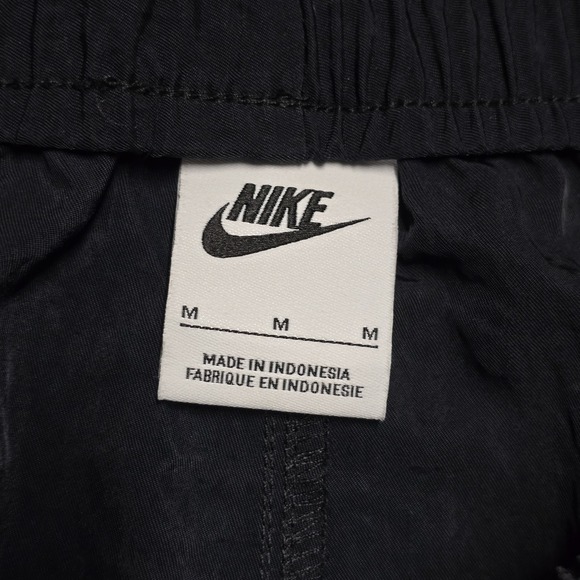 NIKE
M M M
MADE IN INDONESIA
FABRIQUE EN INDONESIE